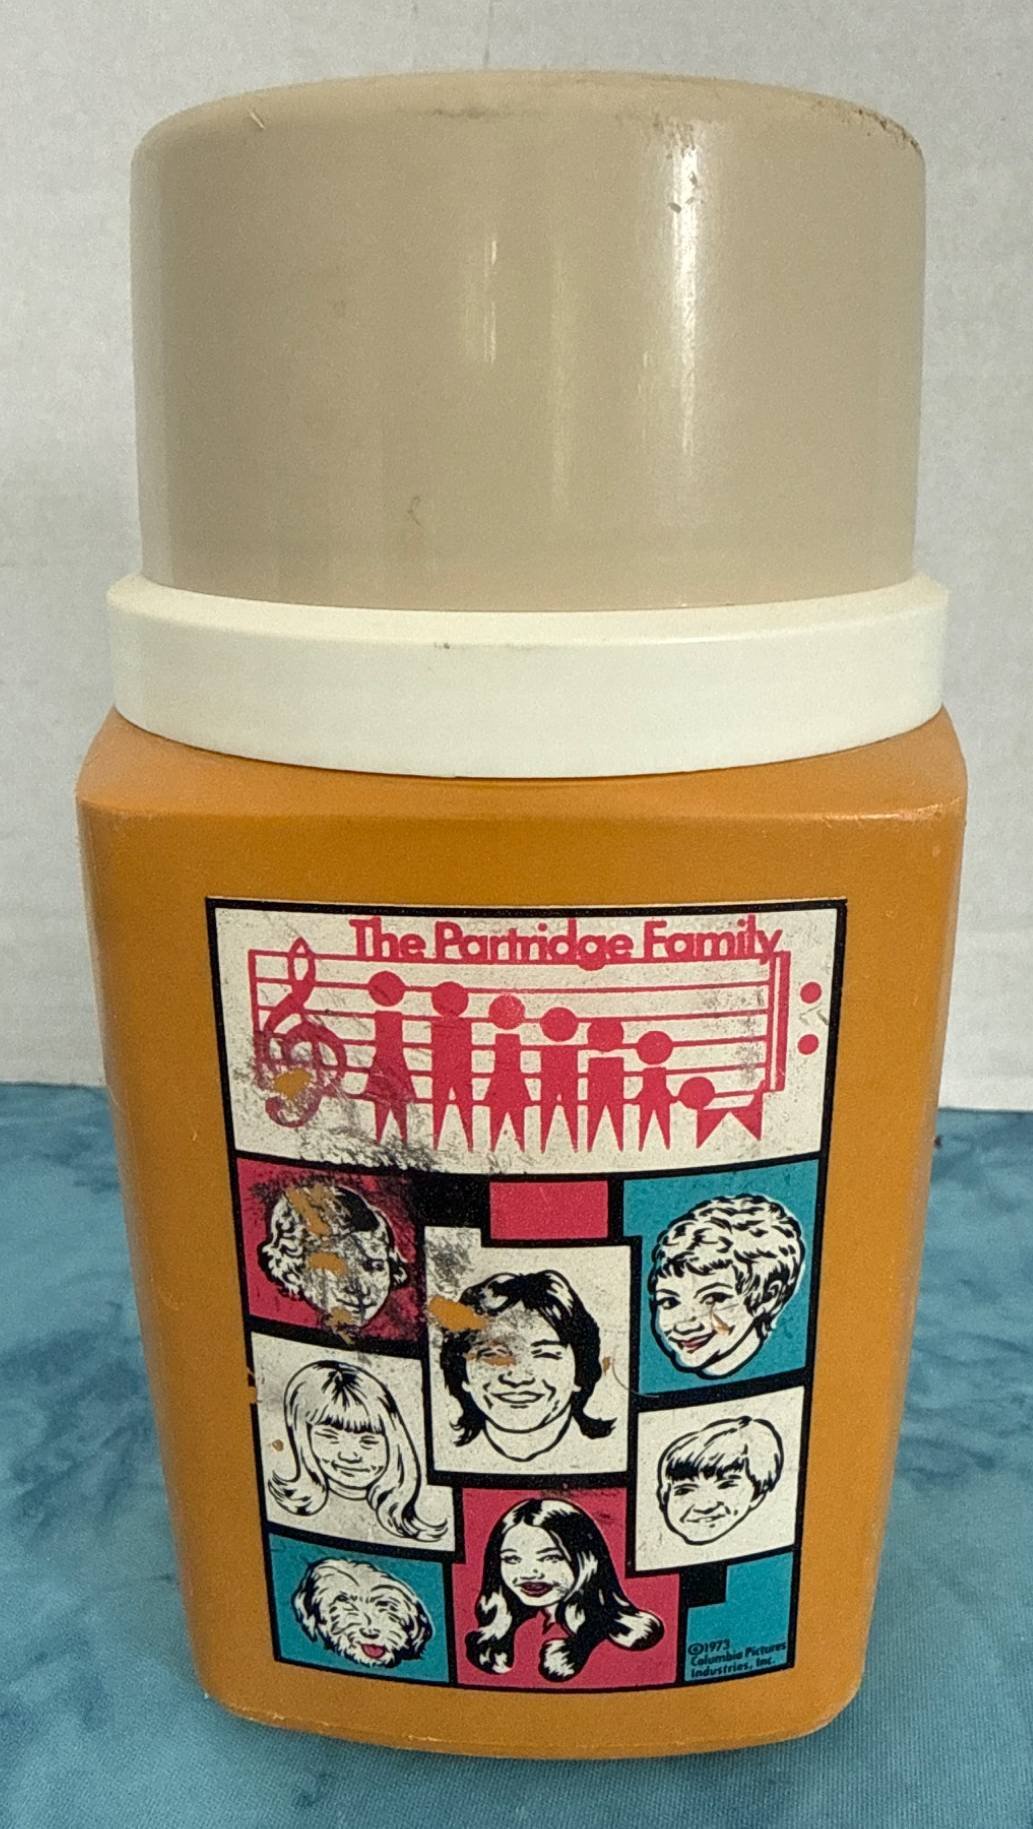 The Partridge Family
©1973
Columbia Pictures
Industries, Inc.